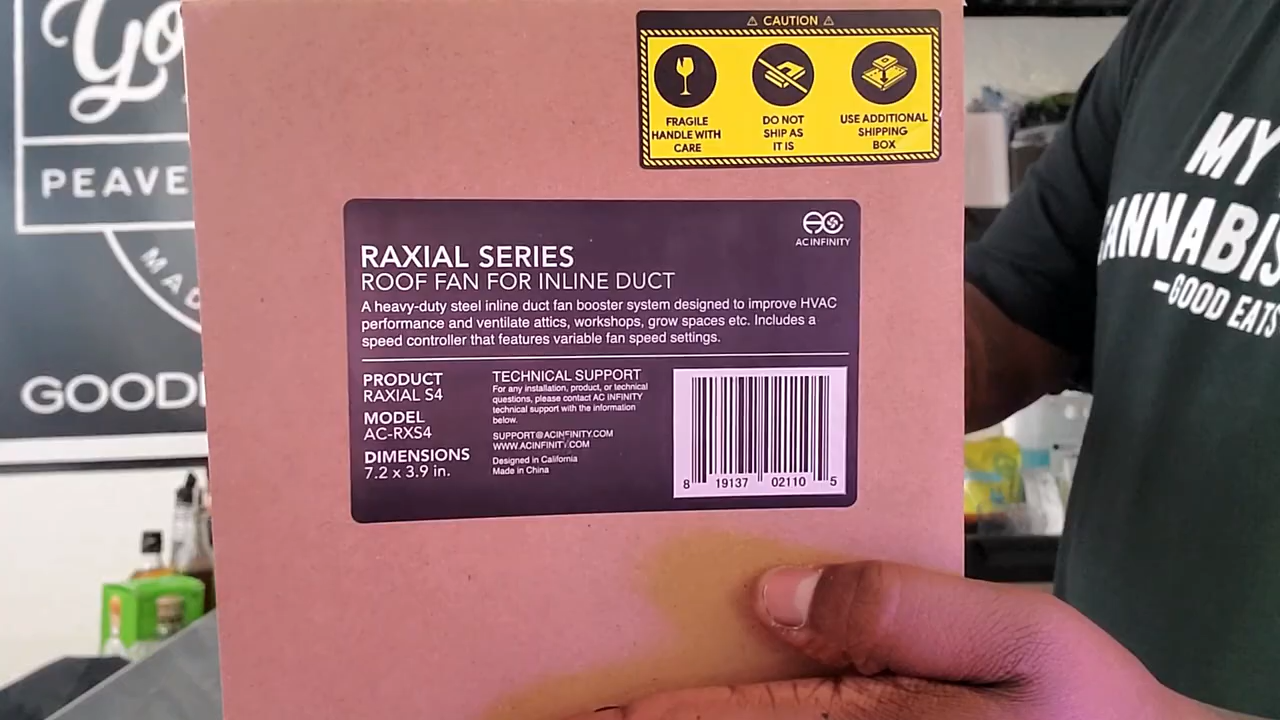 CAUTION
FRAGILE
HANDLE WITH
CARE
DO NOT
SHIP AS
IT IS
USE ADDITIONAL
SHIPPING
BOX
AC INFINITY
RAXIAL SERIES
ROOF FAN FOR INLINE DUCT
A heavy-duty steel inline duct fan booster system designed to improve HVAC
performance and ventilate attics, workshops, grow spaces etc. Includes a
speed controller that features variable fan speed settings.
PRODUCT
RAXIAL S4
MODEL
AC-RXS4
DIMENSIONS
7.2 x 3.9 in.
TECHNICAL SUPPORT
For any installation, product, or technical
questions, please contact AC INFINITY
technical support with the information
below.
SUPPORT@ACINFINITY.COM
WWW.ACINFINITY.COM
Designed in California
Made in China
8 19137 02110 5
PEAVE
MAD
GOOD
MY
CANNABIS
GOOD EATS